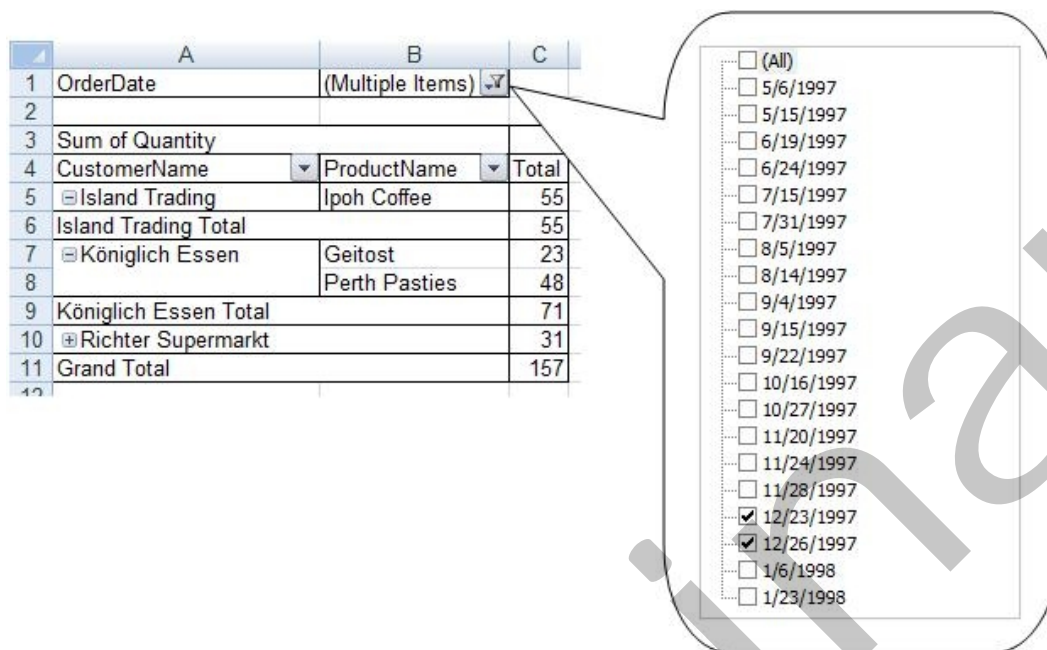 A B C
1 OrderDate (Multiple Items)
2
3 Sum of Quantity
4 CustomerName ProductName Total
5 Island Trading Ipoh Coffee 55
6 Island Trading Total 55
7 Königlich Essen Geitost 23
8 Perth Pasties 48
9 Königlich Essen Total 71
10 Richter Supermarkt 31
11 Grand Total 157
12
(All)
5/6/1997
5/15/1997
6/19/1997
6/24/1997
7/15/1997
7/31/1997
8/5/1997
8/14/1997
9/4/1997
9/15/1997
9/22/1997
10/16/1997
10/27/1997
11/20/1997
11/24/1997
11/28/1997
12/23/1997
12/26/1997
1/6/1998
1/23/1998
ina